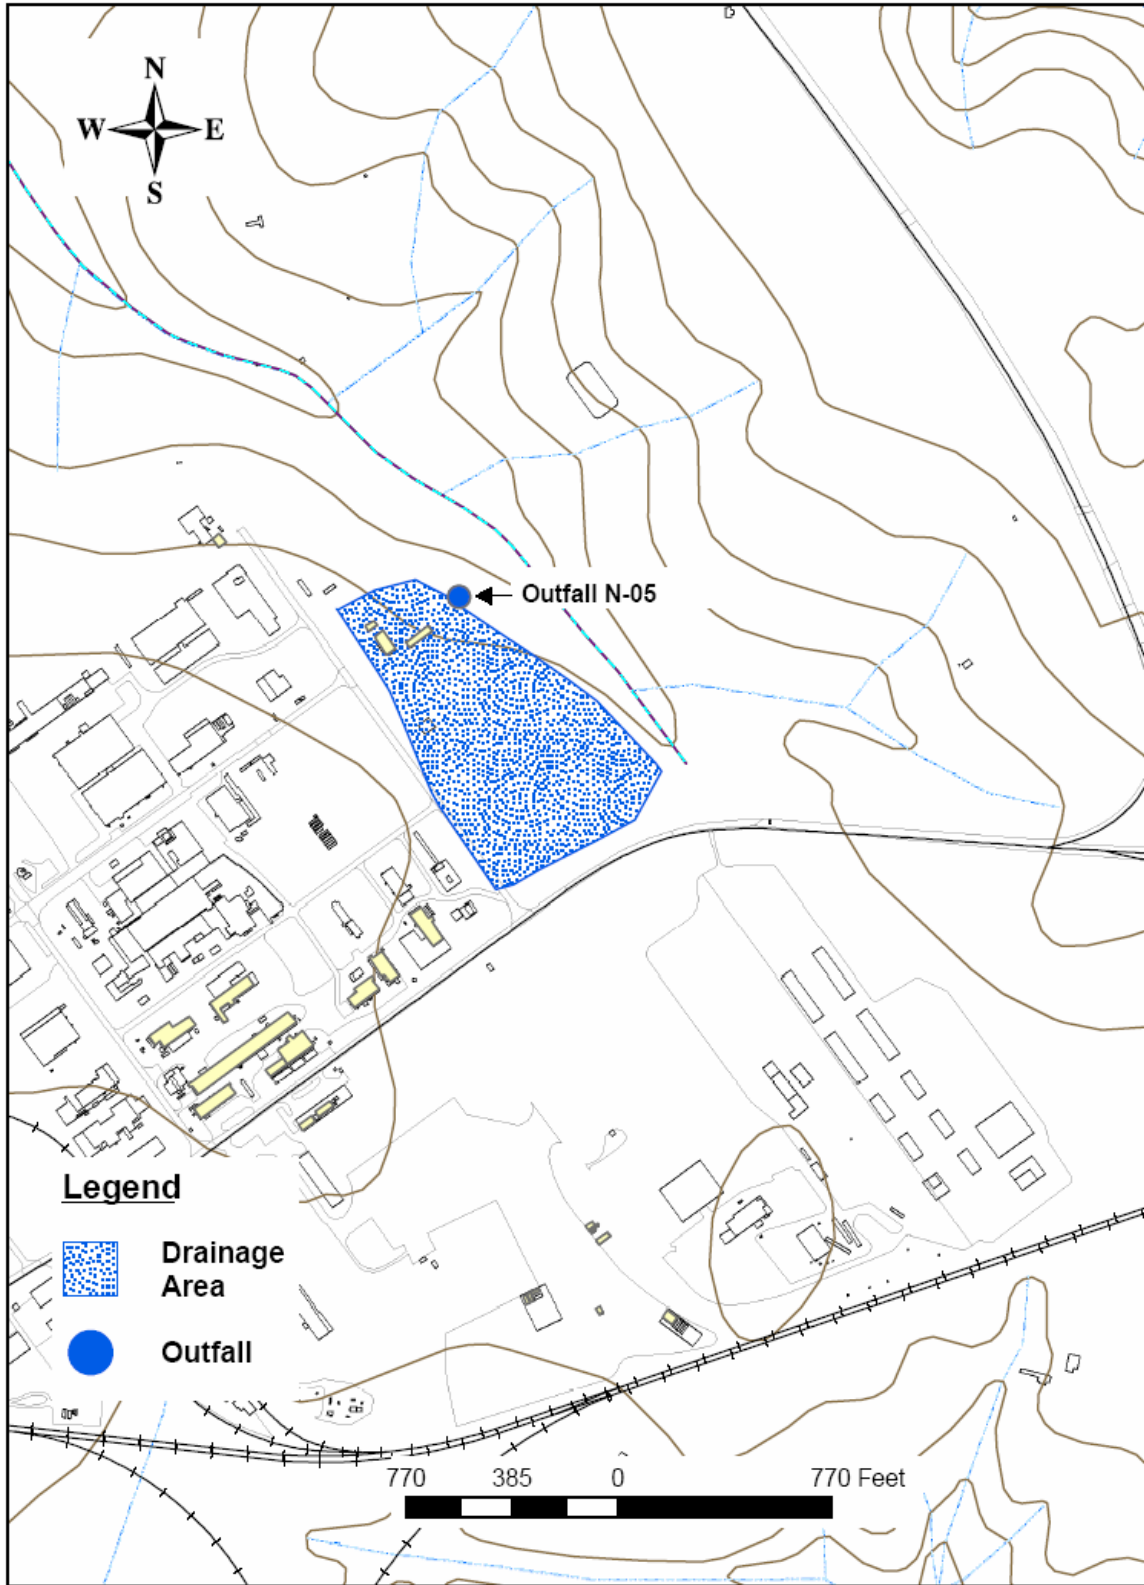 N
W E
S
Outfall N-05
Legend
Drainage
Area
Outfall
770 385 0 770 Feet